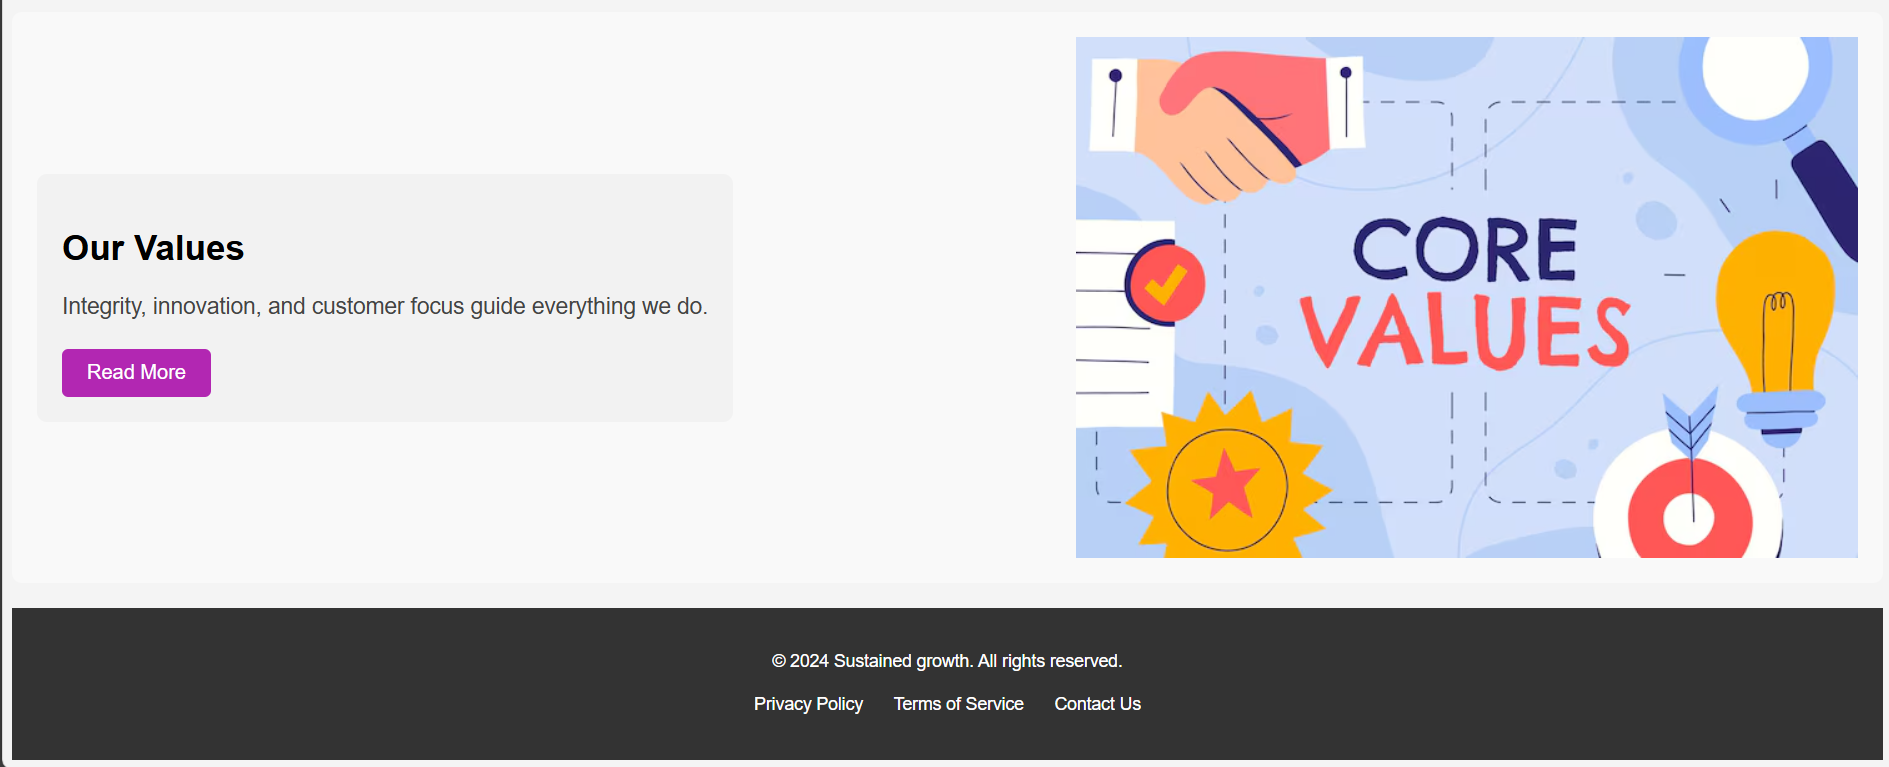 Our Values
Integrity, innovation, and customer focus guide everything we do.
Read More
CORE
VALUES
© 2024 Sustained growth. All rights reserved.
Privacy Policy Terms of Service Contact Us